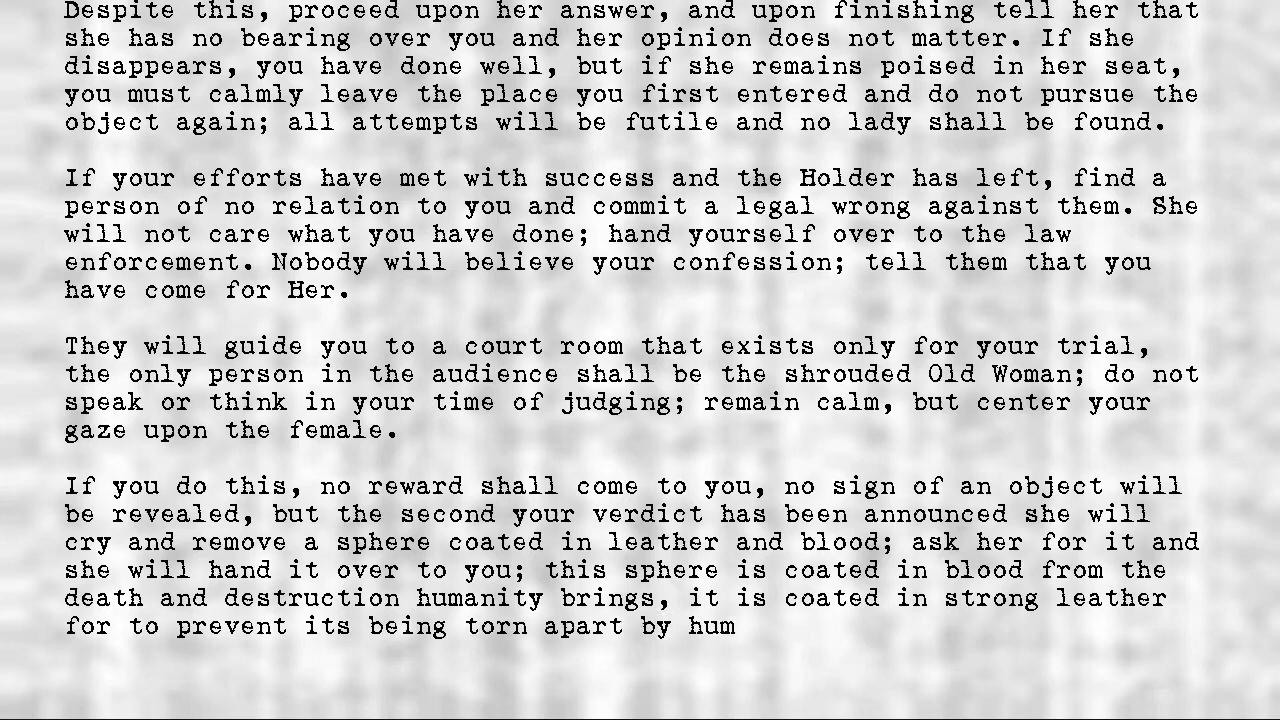 Despite this, proceed upon her answer, and upon finishing tell her that
she has no bearing over you and her opinion does not matter. If she
disappears, you have done well, but if she remains poised in her seat,
you must calmly leave the place you first entered and do not pursue the
object again; all attempts will be futile and no lady shall be found.

If your efforts have met with success and the Holder has left, find a
person of no relation to you and commit a legal wrong against them. She
will not care what you have done; hand yourself over to the law
enforcement. Nobody will believe your confession; tell them that you
have come for Her.

They will guide you to a court room that exists only for your trial,
the only person in the audience shall be the shrouded Old Woman; do not
speak or think in your time of judging; remain calm, but center your
gaze upon the female.

If you do this, no reward shall come to you, no sign of an object will
be revealed, but the second your verdict has been announced she will
cry and remove a sphere coated in leather and blood; ask her for it and
she will hand it over to you; this sphere is coated in blood from the
death and destruction humanity brings, it is coated in strong leather
for to prevent its being torn apart by hum